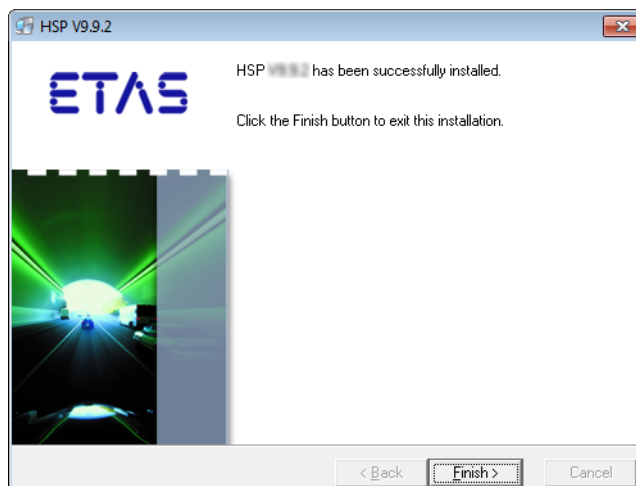 HSP V9.9.2
ETAS
HSP has been successfully installed.
Click the Finish button to exit this installation.
< Back
Finish >
Cancel